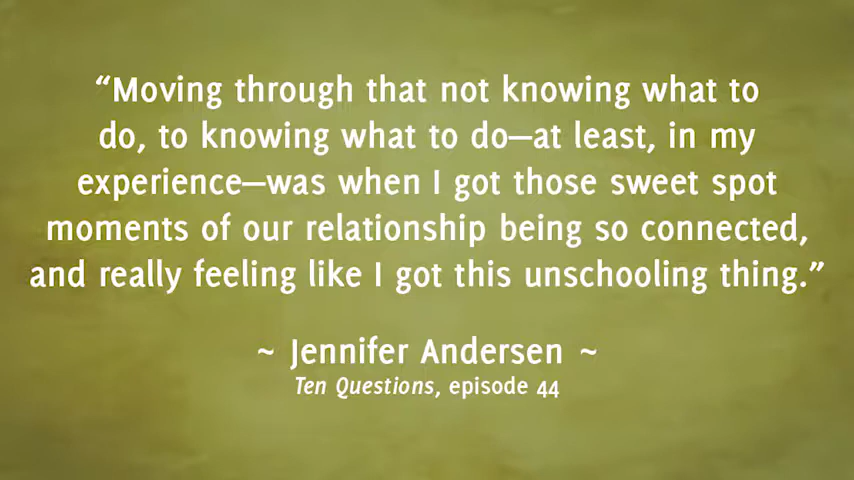 “Moving through that not knowing what to
do, to knowing what to do—at least, in my
experience—was when I got those sweet spot
moments of our relationship being so connected,
and really feeling like I got this unschooling thing.”
~ Jennifer Andersen ~
Ten Questions, episode 44